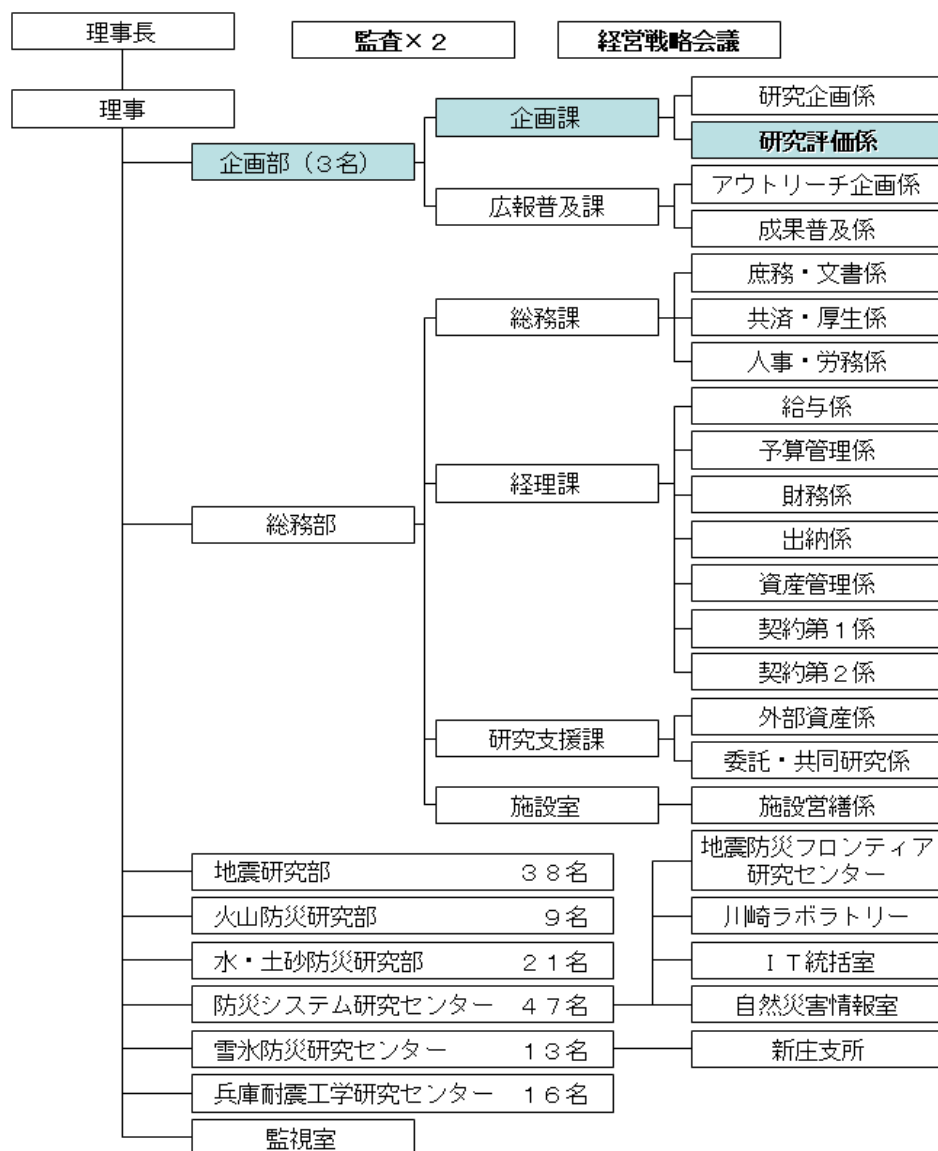 理事長
監査×２
経営戦略会議
理事
企画部（３名）
企画課
研究企画係
研究評価係
広報普及課
アウトリーチ企画係
成果普及係
総務部
総務課
庶務・文書係
共済・厚生係
人事・労務係
経理課
給与係
予算管理係
財務係
出納係
資産管理係
契約第１係
契約第２係
研究支援課
外部資産係
委託・共同研究係
施設室
施設営繕係
地震研究部　３８名
火山防災研究部　９名
水・土砂防災研究部　２１名
防災システム研究センター　４７名
地震防災フロンティア
研究センター
川崎ラボラトリー
ＩＴ統括室
自然災害情報室
雪氷防災研究センター　１３名
新庄支所
兵庫耐震工学研究センター　１６名
監視室